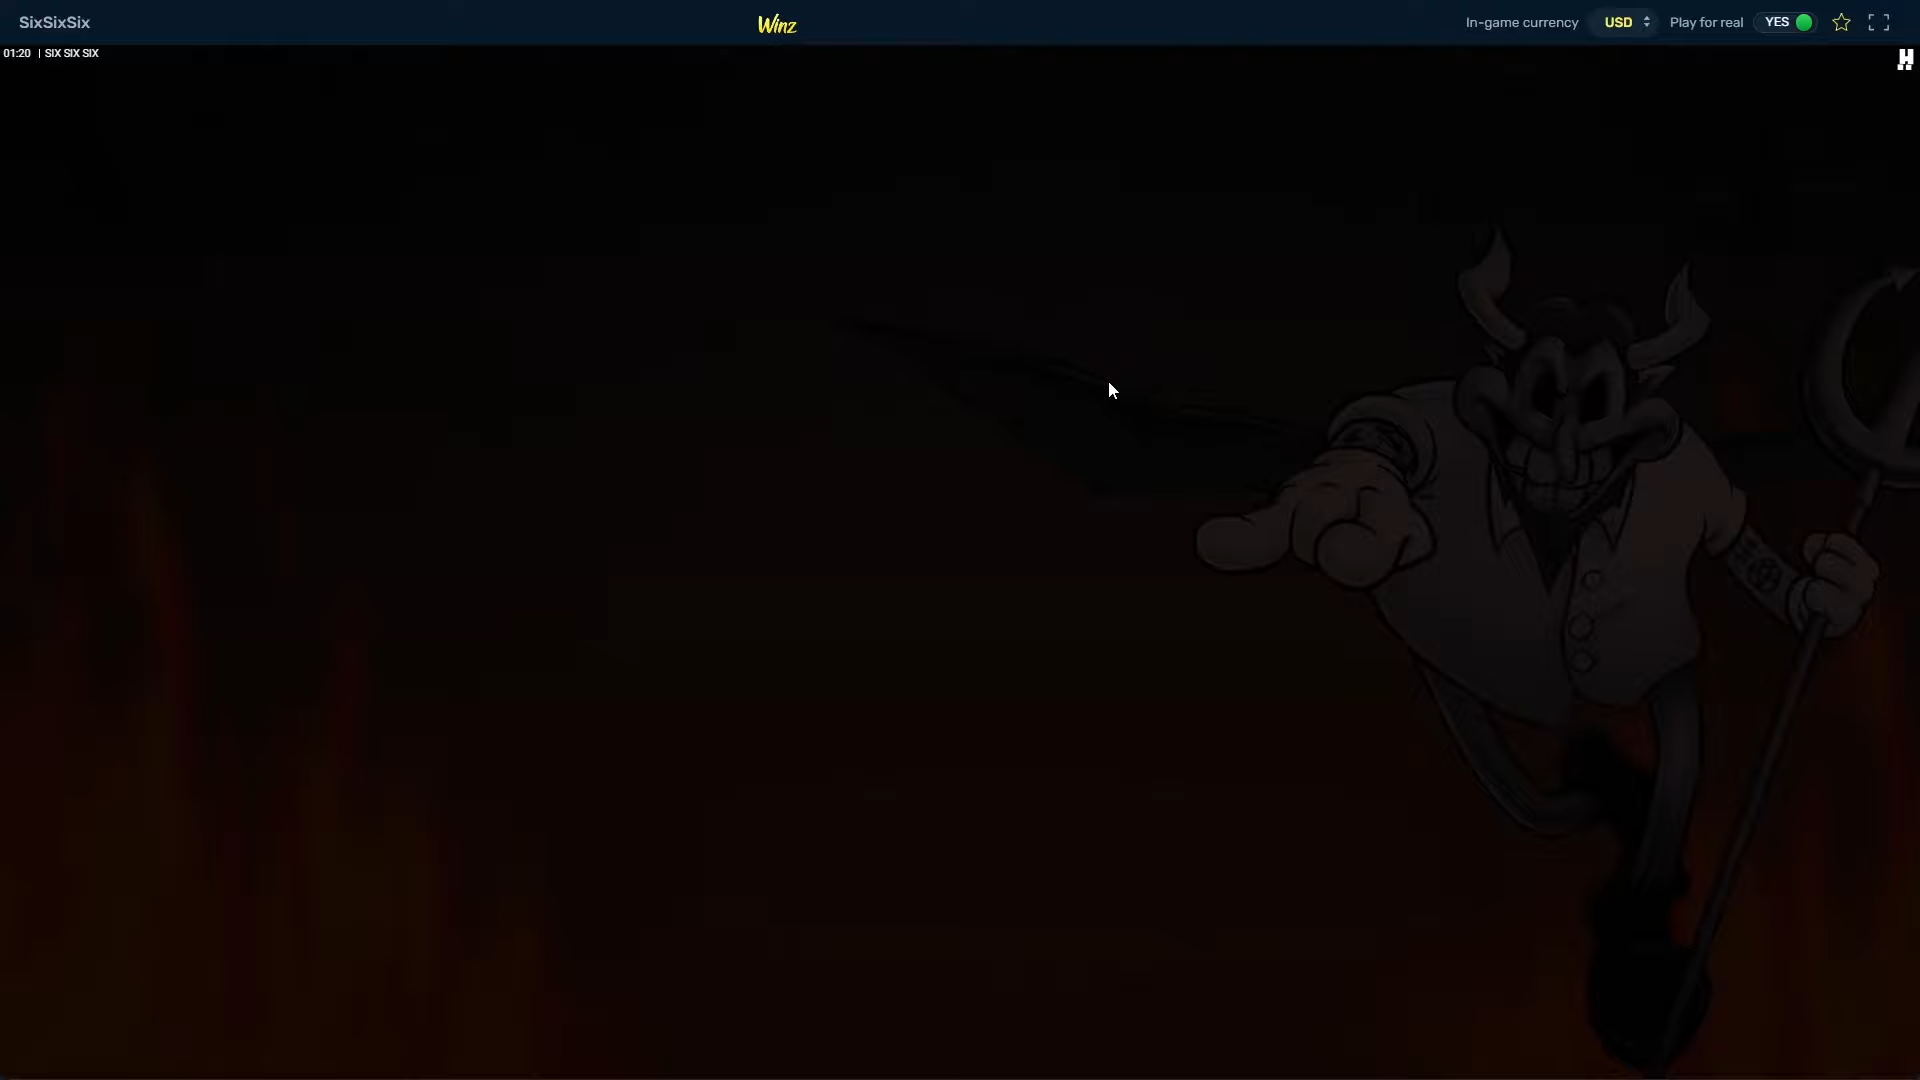 SixSixSix
Winz
In-game currency
USD
Play for real
YES
01:20 | SIX SIX SIX